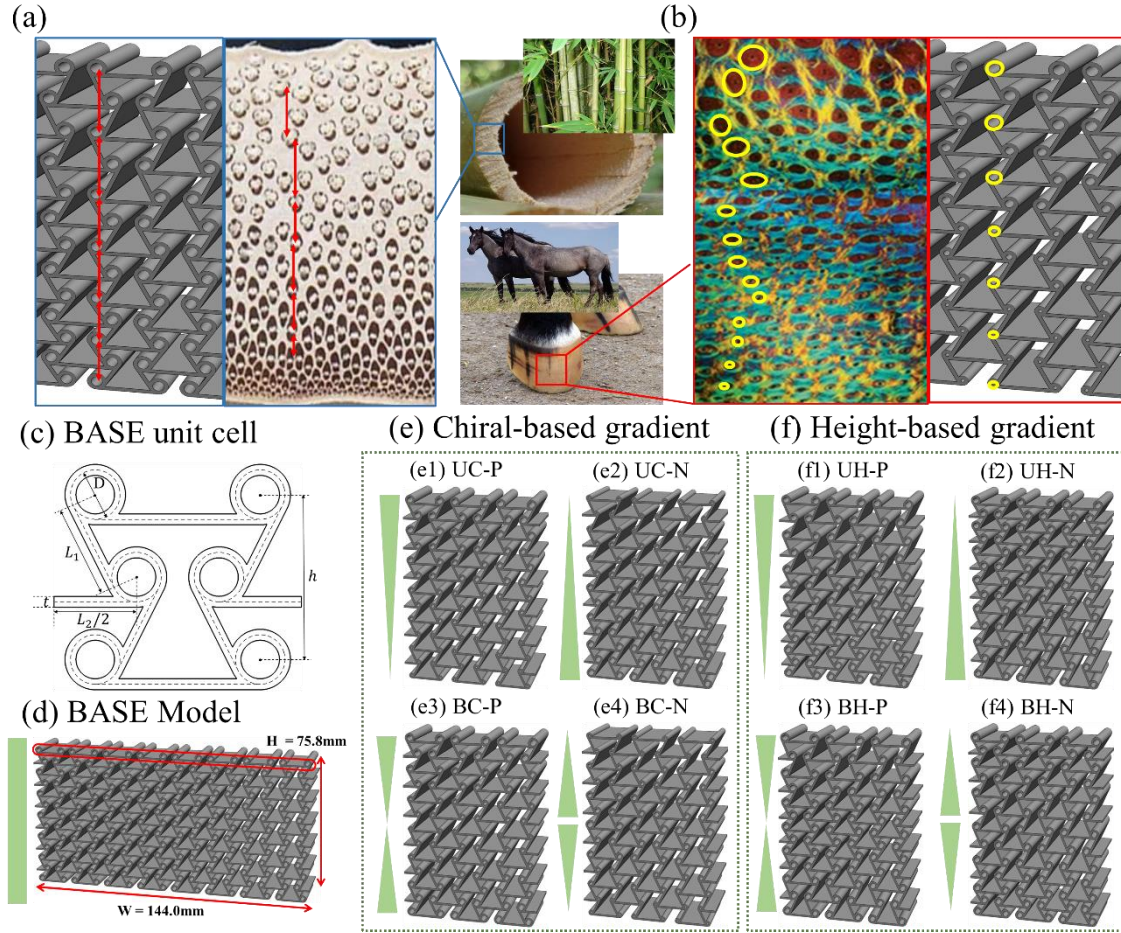 (a)
(b)
(c) BASE unit cell
D
L₁
h
t
L₂/2
(d) BASE Model
H = 75.8mm
W = 144.0mm
(e) Chiral-based gradient
(e1) UC-P
(e2) UC-N
(e3) BC-P
(e4) BC-N
(f) Height-based gradient
(f1) UH-P
(f2) UH-N
(f3) BH-P
(f4) BH-N